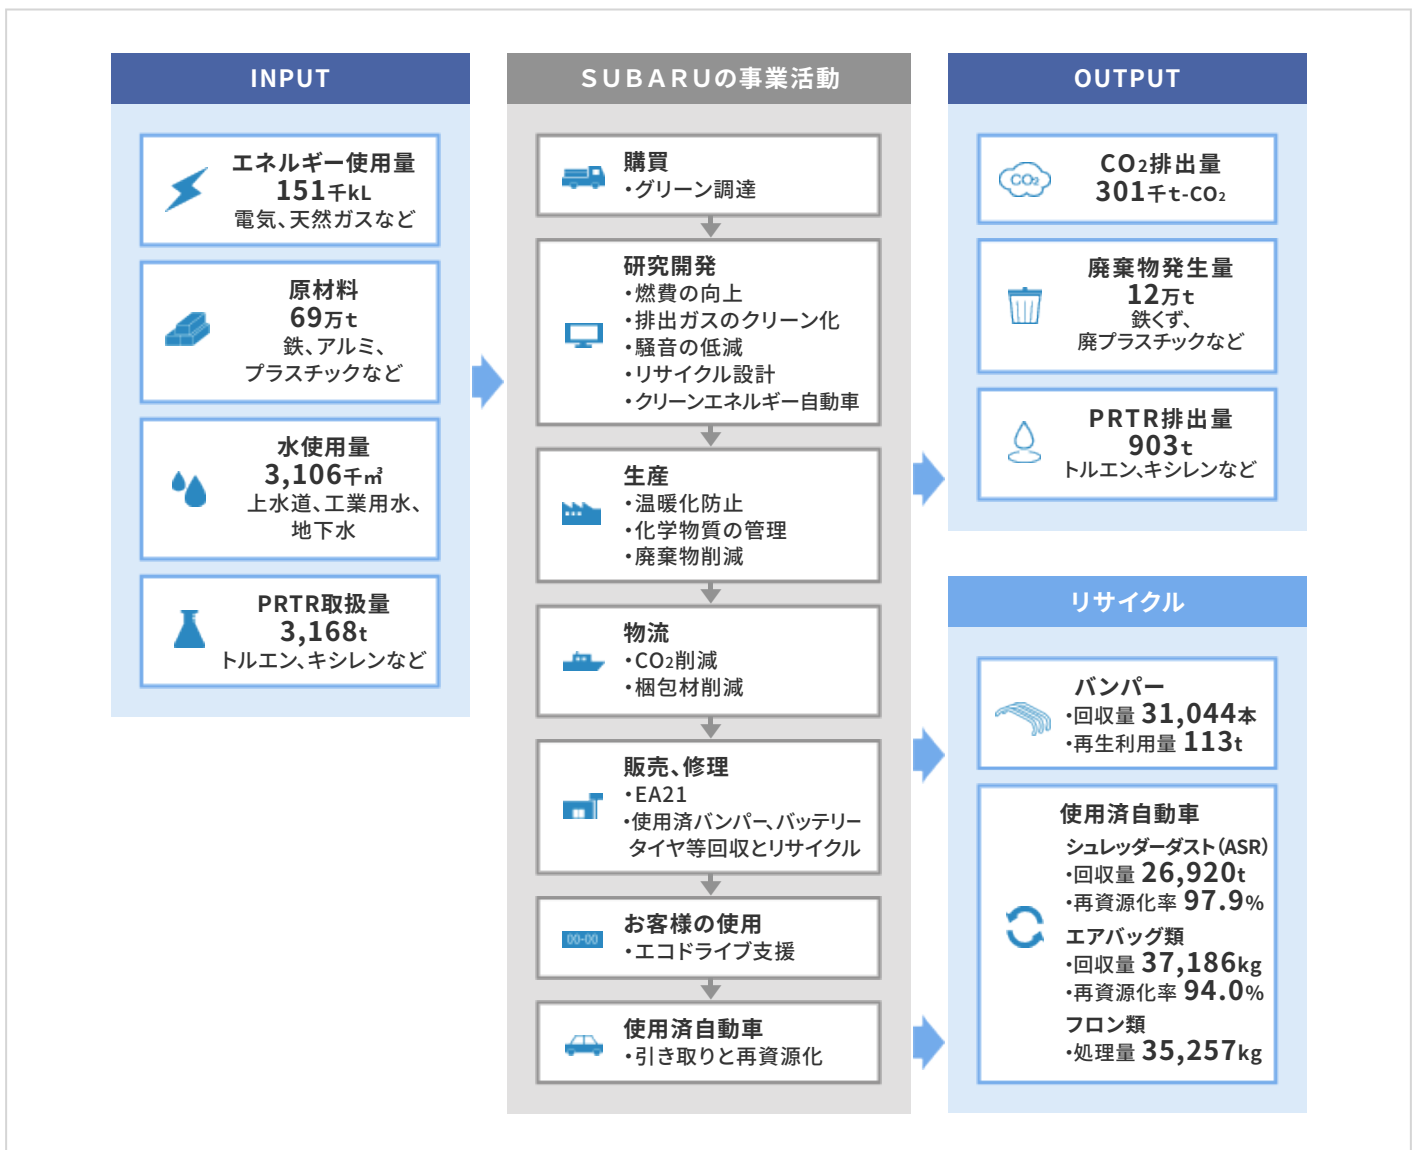 INPUT
エネルギー使用量
151千kL
電気、天然ガスなど
原材料
69万t
鉄、アルミ、
プラスチックなど
水使用量
3,106千㎥
上水道、工業用水、
地下水
PRTR取扱量
3,168t
トルエン、キシレンなど
SUBARUの事業活動
購買
・グリーン調達
研究開発
・燃費の向上
・排出ガスのクリーン化
・騒音の低減
・リサイクル設計
・クリーンエネルギー自動車
生産
・温暖化防止
・化学物質の管理
・廃棄物削減
物流
・CO2削減
・梱包材削減
販売、修理
・EA21
・使用済バンパー、バッテリー
タイヤ等回収とリサイクル
00-00
お客様の使用
・エコドライブ支援
使用済自動車
・引き取りと再資源化
OUTPUT
CO2
CO2排出量
301千t-CO2
廃棄物発生量
12万t
鉄くず、
廃プラスチックなど
PRTR排出量
903t
トルエン、キシレンなど
リサイクル
バンパー
・回収量 31,044本
・再生利用量 113t
使用済自動車
シュレッダーダスト(ASR)
・回収量 26,920t
・再資源化率 97.9%
エアバッグ類
・回収量 37,186kg
・再資源化率 94.0%
フロン類
・処理量 35,257kg